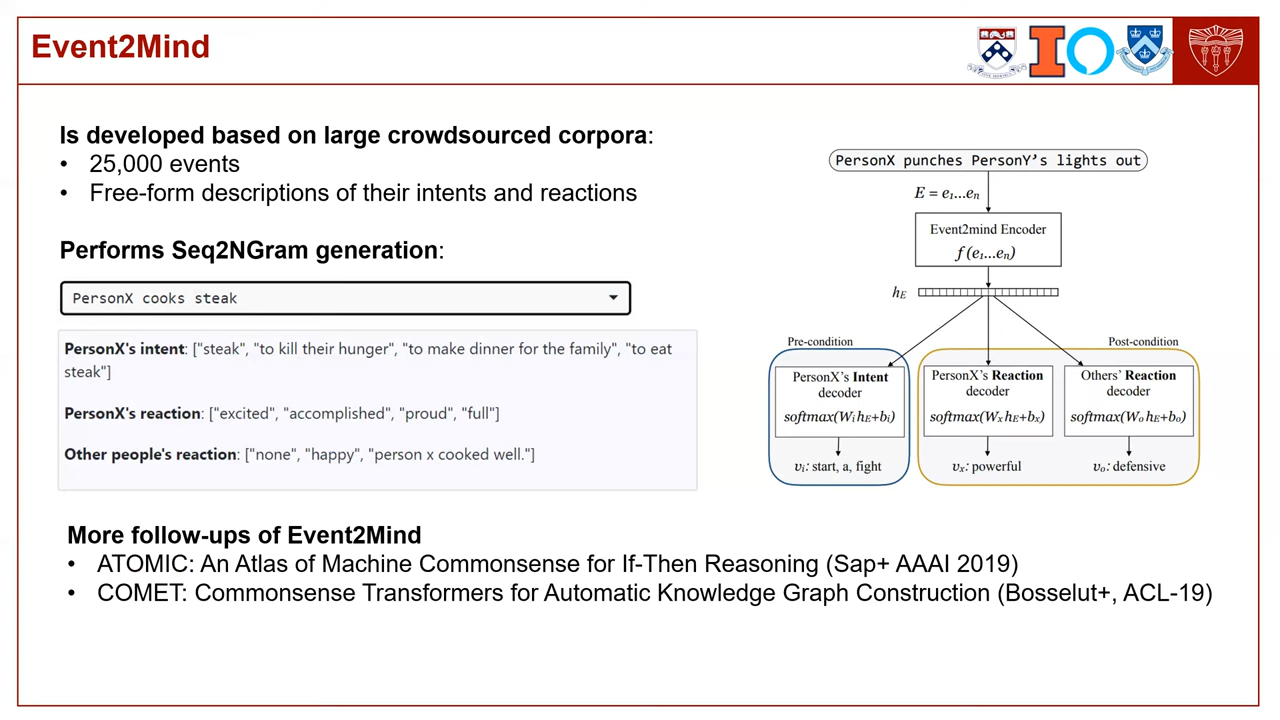 Event2Mind
Is developed based on large crowdsourced corpora:
• 25,000 events
• Free-form descriptions of their intents and reactions
Performs Seq2NGram generation:
PersonX cooks steak
PersonX's intent: ["steak", "to kill their hunger", "to make dinner for the family", "to eat
steak"]
PersonX's reaction: ["excited", "accomplished", "proud", "full"]
Other people's reaction: ["none", "happy", "person x cooked well."]
PersonX punches PersonY's lights out
E = e₁...eₙ
Event2mind Encoder
f(e₁...eₙ)
h_E
Pre-condition
Post-condition
PersonX's Intent
decoder
softmax(Wᵢ h_E+bᵢ)
vᵢ: start, a, fight
PersonX's Reaction
decoder
softmax(Wₓ h_E+bₓ)
vₓ: powerful
Others' Reaction
decoder
softmax(Wₒ h_E+bₒ)
vₒ: defensive
More follow-ups of Event2Mind
• ATOMIC: An Atlas of Machine Commonsense for If-Then Reasoning (Sap+ AAAI 2019)
• COMET: Commonsense Transformers for Automatic Knowledge Graph Construction (Bosselut+, ACL-19)